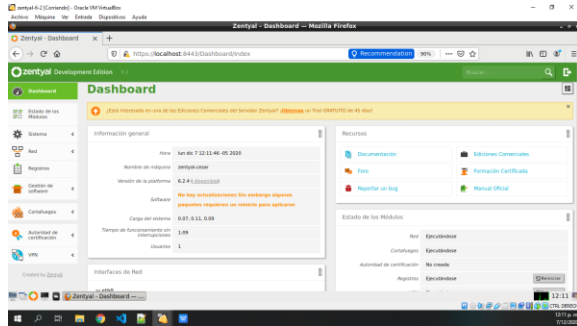 zentyal-6-2 [Corriendo] - Oracle VM VirtualBox
Archivo Máquina Ver Entrada Dispositivos Ayuda
Zentyal - Dashboard — Mozilla Firefox
Zentyal - Dashboard
https://localhost:8443/Dashboard/Index
Recommendation
90%
zentyal Development Edition
Buscar...
Dashboard
Dashboard
¿Está interesado en una de las Ediciones Comerciales del Servidor Zentyal? ¡Obtenga un Trial GRATUITO de 45 días!
Estado de los Módulos
Sistema
Red
Registros
Gestión de software
Cortafuegos
Autoridad de certificación
VPN
Created by Zentyal
Información general
Hora lun dic 7 12:11:46 -05 2020
Nombre de máquina zentyal-cesar
Versión de la plataforma 6.2.4 (disponible)
Software No hay actualizaciones Sin embargo algunos paquetes requieren un reinicio para aplicarse
Carga del sistema 0.07, 0.11, 0.09
Tiempo de funcionamiento sin interrupciones 1:09
Usuarios 1
Interfaces de Red
Recursos
Documentación
Ediciones Comerciales
Foro
Formación Certificada
Reportar un bug
Manual Oficial
Estado de los Módulos
Red Ejecutándose
Cortafuegos Ejecutándose
Autoridad de certificación No creada
Registros Ejecutándose
Reiniciar
Zentyal - Dashboard — ...
12:11
CTRL DERECHO
12:11 p. m.
7/12/2020